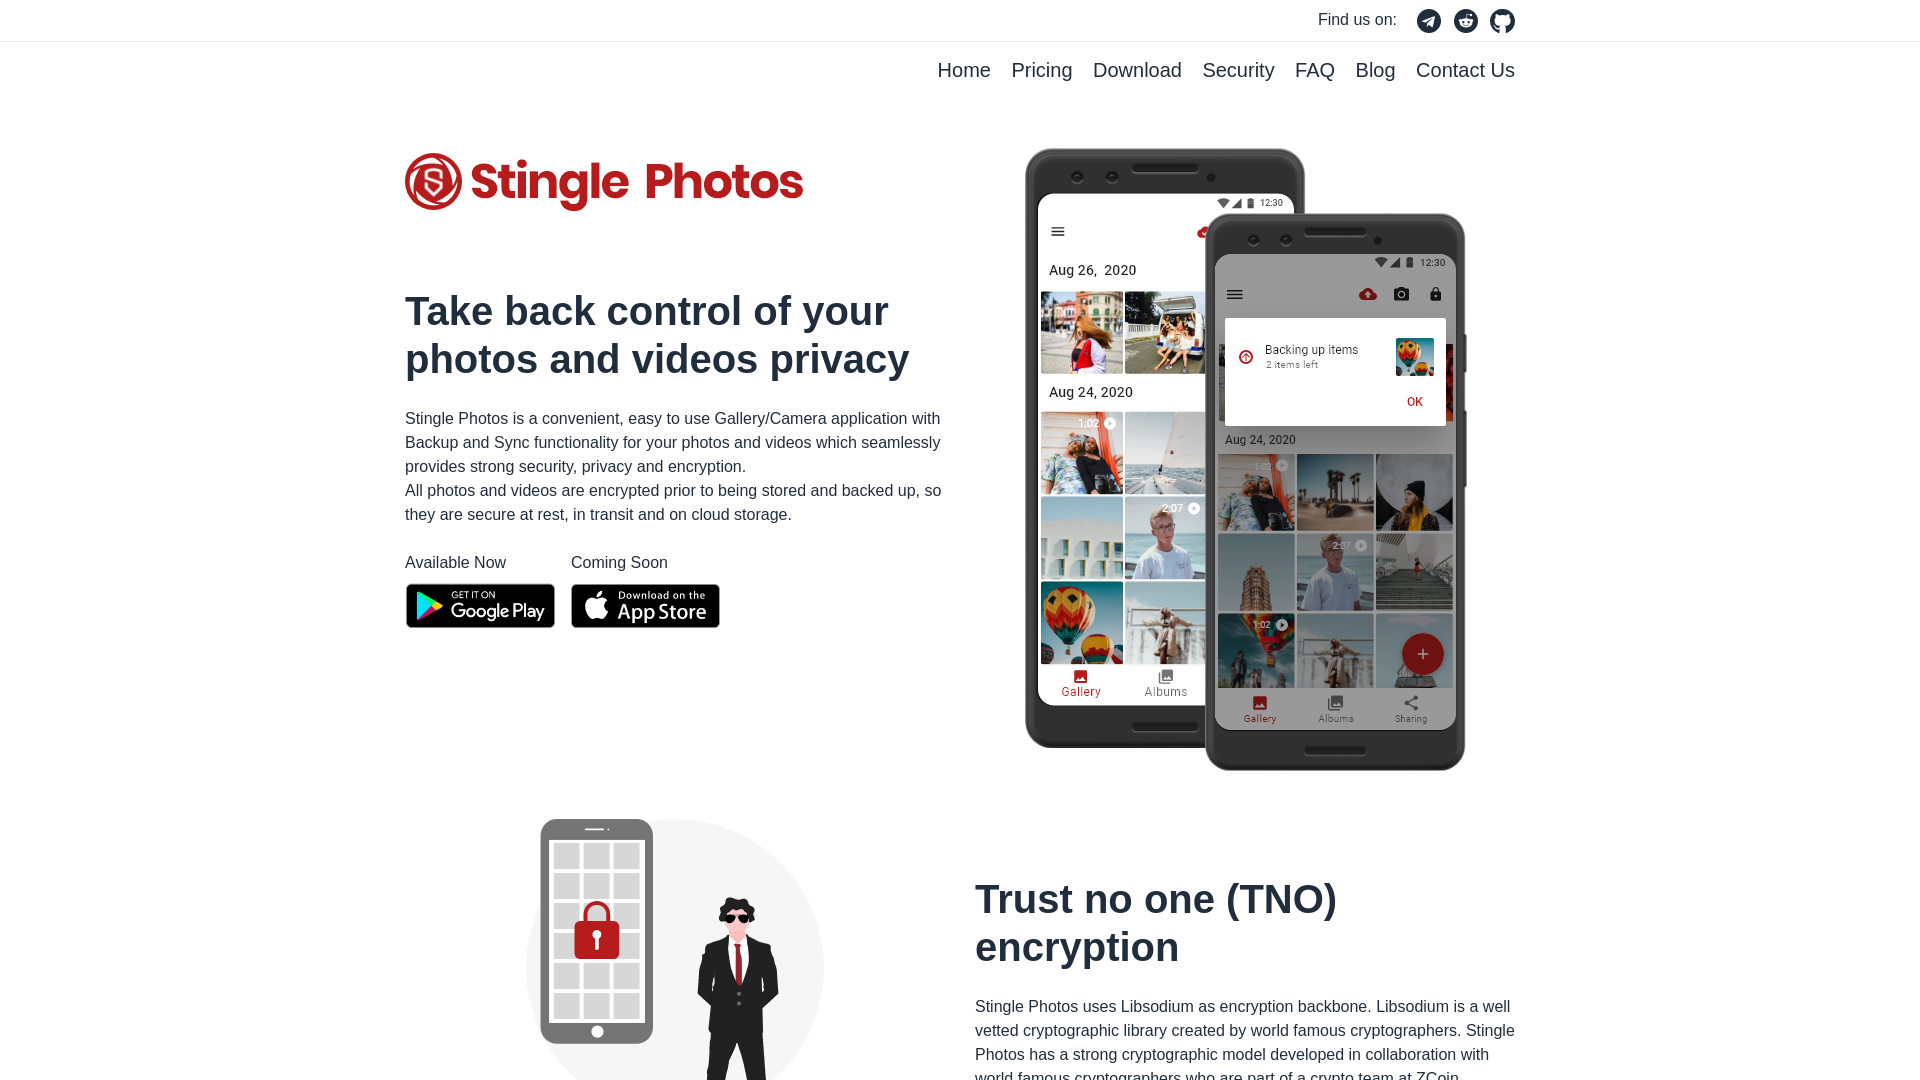 Find us on:
Home Pricing Download Security FAQ Blog Contact Us
Stingle Photos
Take back control of your
photos and videos privacy
Stingle Photos is a convenient, easy to use Gallery/Camera application with
Backup and Sync functionality for your photos and videos which seamlessly
provides strong security, privacy and encryption.
All photos and videos are encrypted prior to being stored and backed up, so
they are secure at rest, in transit and on cloud storage.
Available Now Coming Soon
GET IT ON
Google Play
Download on the
App Store
12:30
Aug 26, 2020
Aug 24, 2020
1:02
2:07
Gallery Albums
12:30
Backing up items
2 items left
OK
Aug 24, 2020
1:02
2:07
1:02
Gallery Albums Sharing
Trust no one (TNO)
encryption
Stingle Photos uses Libsodium as encryption backbone. Libsodium is a well
vetted cryptographic library created by world famous cryptographers. Stingle
Photos has a strong cryptographic model developed in collaboration with
world famous cryptographers who are part of a crypto team at ZCoin.